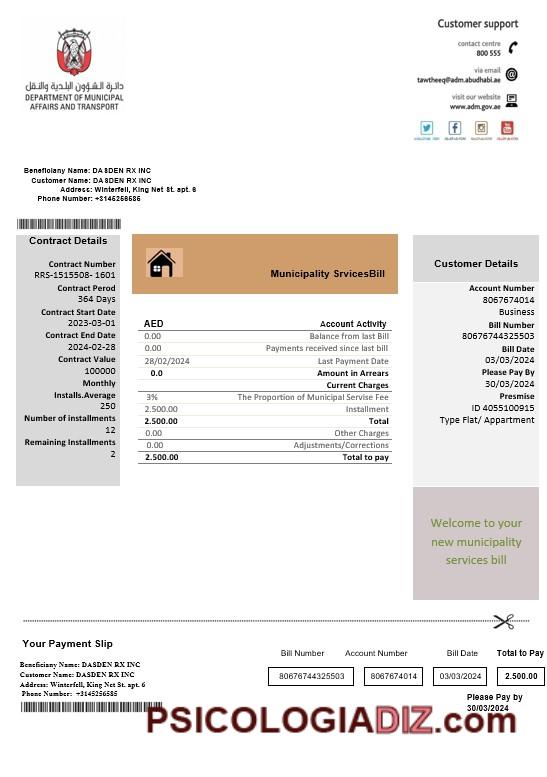 Customer support
contact centre
800 555
via email
tawtheeq@adm.abudhabi.ae
visit our website
www.adm.gov.ae
دائرة الشؤون البلدية والنقل
DEPARTMENT OF MUNICIPAL
AFFAIRS AND TRANSPORT
Beneficiany Name: DASDEN RX INC
Customer Name: DASDEN RX INC
Address: Winterfell, King Net St. apt. 6
Phone Number: +3145256585
Contract Details
Contract Number
RRS-1515508- 1601
Contract Perod
364 Days
Contract Start Date
2023-03-01
Contract End Date
2024-02-28
Contract Value
100000
Monthly
Installs.Average
250
Number of installments
12
Remaining Installments
2
Municipality SrvicesBill
AED Account Activity
0.00 Balance from last Bill
0.00 Payments received since last bill
28/02/2024 Last Payment Date
0.0 Amount in Arrears
Current Charges
3% The Proportion of Municipal Servise Fee
2.500.00 Installment
2.500.00 Total
0.00 Other Charges
0.00 Adjustments/Corrections
2.500.00 Total to pay
Customer Details
Account Number
8067674014
Business
Bill Number
80676744325503
Bill Date
03/03/2024
Please Pay By
30/03/2024
Presmise
ID 4055100915
Type Flat/ Appartment
Welcome to your
new municipality
services bill
Your Payment Slip
Beneficiany Name: DASDEN RX INC
Customer Name: DASDEN RX INC
Address: Winterfell, King Net St. apt. 6
Phone Number: +3145256585
Bill Number Account Number Bill Date Total to Pay
80676744325503 8067674014 03/03/2024 2.500.00
Please Pay by
30/03/2024
PSICOLOGIADIZ.com